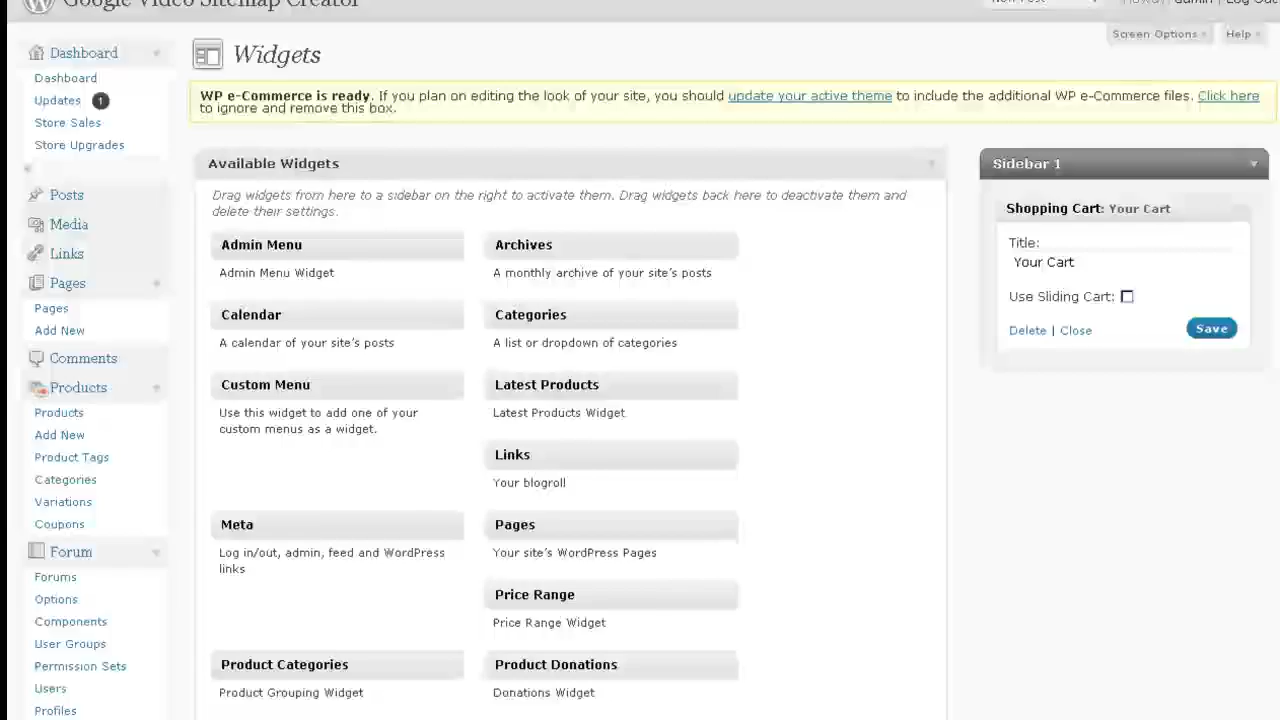 Google Video Sitemap Creator
admin | Log Out
Screen Options
Help
Dashboard
Dashboard
Updates 1
Store Sales
Store Upgrades
Posts
Media
Links
Pages
Pages
Add New
Comments
Products
Products
Add New
Product Tags
Categories
Variations
Coupons
Forum
Forums
Options
Components
User Groups
Permission Sets
Users
Profiles
Widgets
WP e-Commerce is ready. If you plan on editing the look of your site, you should update your active theme to include the additional WP e-Commerce files. Click here
to ignore and remove this box.
Available Widgets
Drag widgets from here to a sidebar on the right to activate them. Drag widgets back here to deactivate them and
delete their settings.
Admin Menu
Admin Menu Widget
Archives
A monthly archive of your site's posts
Calendar
A calendar of your site's posts
Categories
A list or dropdown of categories
Custom Menu
Use this widget to add one of your
custom menus as a widget.
Latest Products
Latest Products Widget
Links
Your blogroll
Meta
Log in/out, admin, feed and WordPress
links
Pages
Your site's WordPress Pages
Price Range
Price Range Widget
Product Categories
Product Grouping Widget
Product Donations
Donations Widget
Sidebar 1
Shopping Cart: Your Cart
Title:
Your Cart
Use Sliding Cart:
Delete | Close
Save